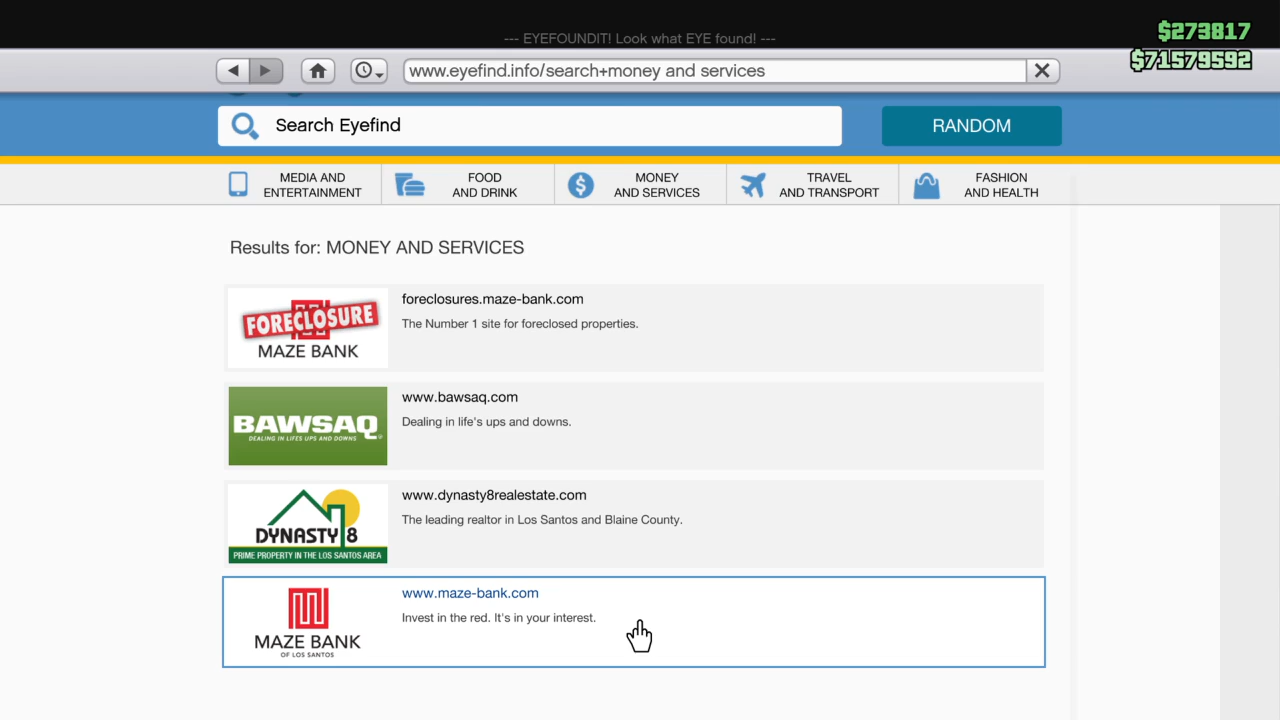 --- EYEFOUNDIT! Look what EYE found! ---
$273817
$71579592
www.eyefind.info/search+money and services
Search Eyefind
RANDOM
MEDIA AND
ENTERTAINMENT
FOOD
AND DRINK
MONEY
AND SERVICES
TRAVEL
AND TRANSPORT
FASHION
AND HEALTH
Results for: MONEY AND SERVICES
FORECLOSURE
MAZE BANK
foreclosures.maze-bank.com
The Number 1 site for foreclosed properties.
BAWSAQ
DEALING IN LIFES UPS AND DOWNS
www.bawsaq.com
Dealing in life's ups and downs.
DYNASTY 8
PRIME PROPERTY IN THE LOS SANTOS AREA
www.dynasty8realestate.com
The leading realtor in Los Santos and Blaine County.
MAZE BANK
OF LOS SANTOS
www.maze-bank.com
Invest in the red. It's in your interest.